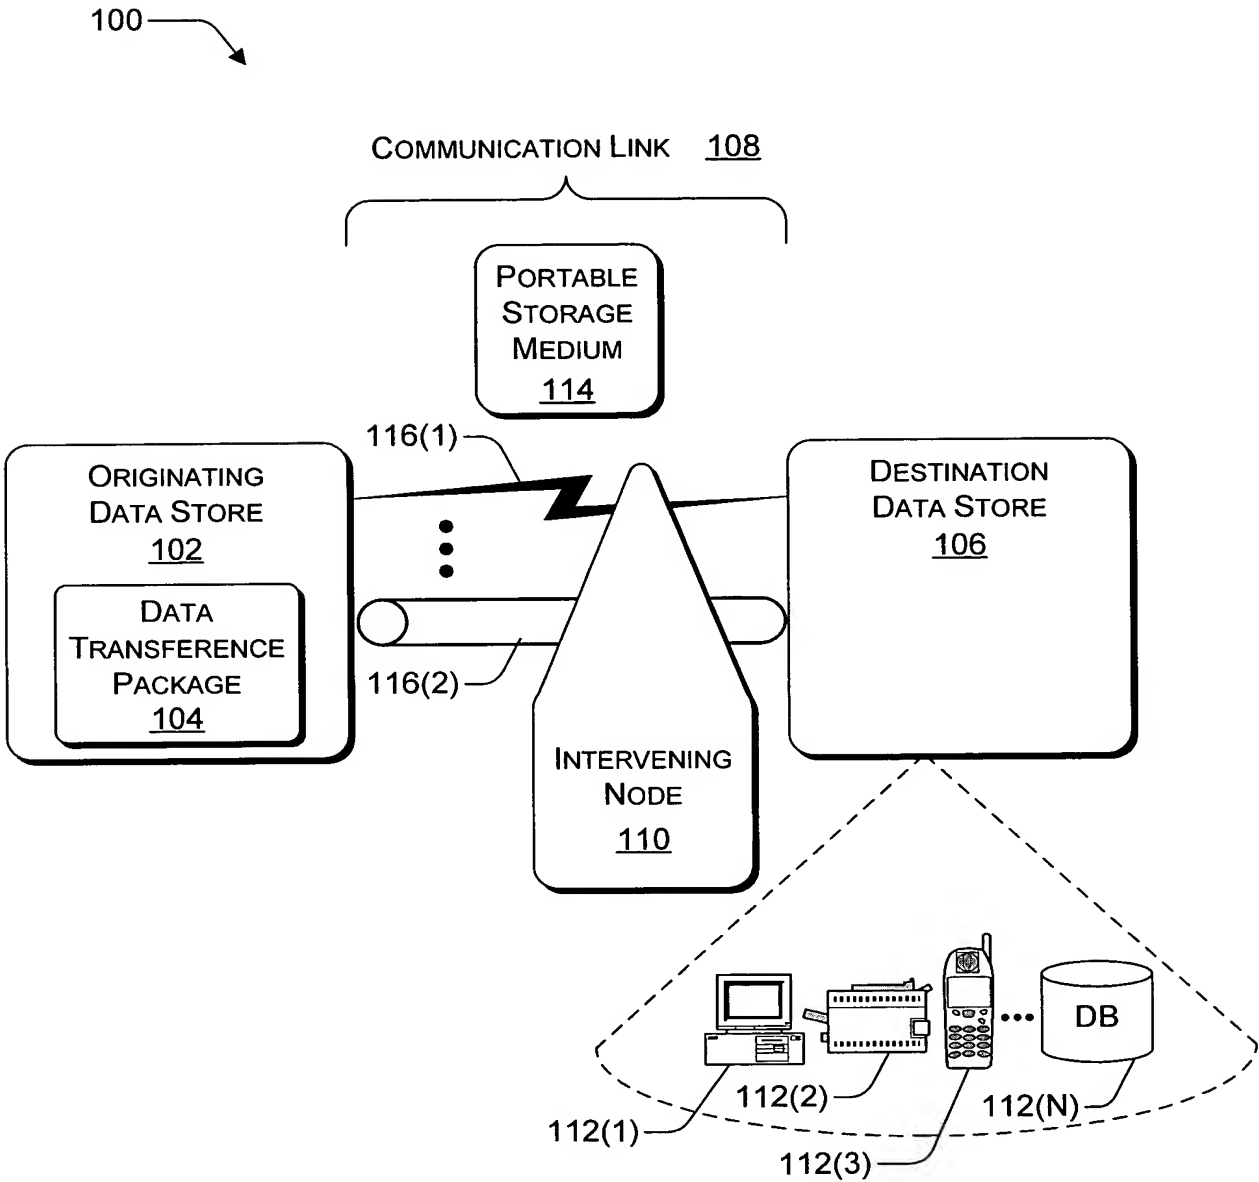 100
COMMUNICATION LINK 108
PORTABLE
STORAGE
MEDIUM
114
116(1)
ORIGINATING
DATA STORE
102
DATA
TRANSFERENCE
PACKAGE
104
116(2)
DESTINATION
DATA STORE
106
INTERVENING
NODE
110
DB
112(1)
112(2)
112(3)
112(N)